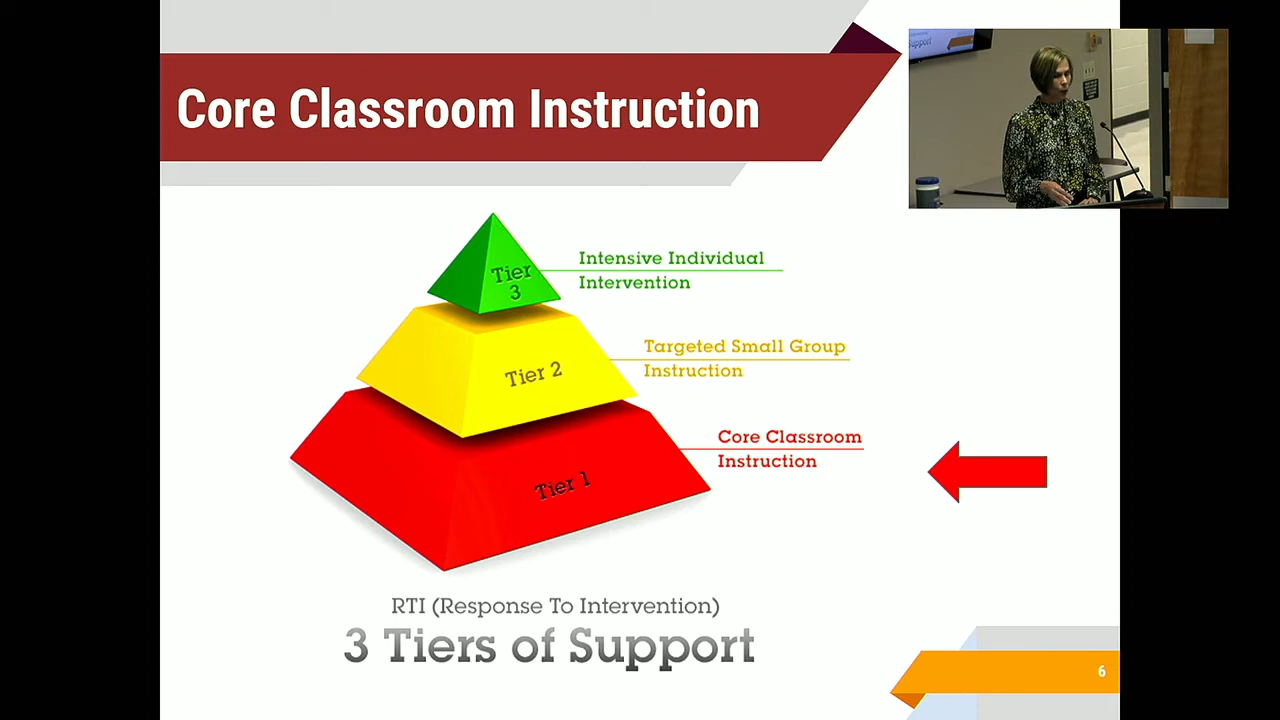 Core Classroom Instruction
Support
Tier
3
Intensive Individual
Intervention
Tier 2
Targeted Small Group
Instruction
Tier 1
Core Classroom
Instruction
RTI (Response To Intervention)
3 Tiers of Support
6